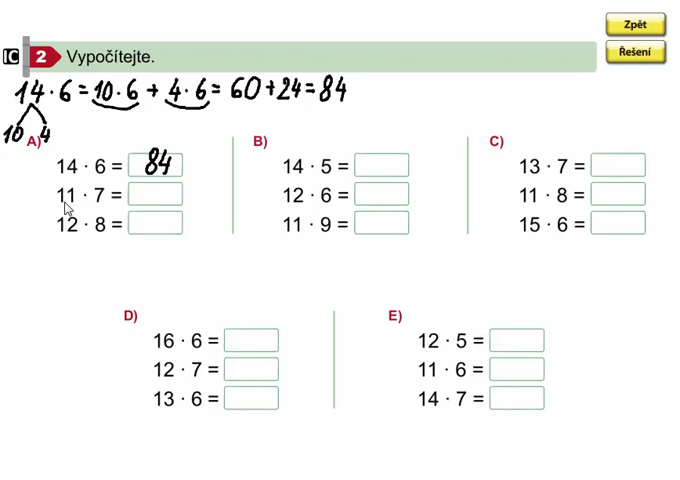 Zpět
2 Vypočítejte.
Řešení
14 · 6 = 10 · 6 + 4 · 6 = 60 + 24 = 84
10 4
A)
14 · 6 = 84
11 · 7 =
12 · 8 =
B)
14 · 5 =
12 · 6 =
11 · 9 =
C)
13 · 7 =
11 · 8 =
15 · 6 =
D)
16 · 6 =
12 · 7 =
13 · 6 =
E)
12 · 5 =
11 · 6 =
14 · 7 =